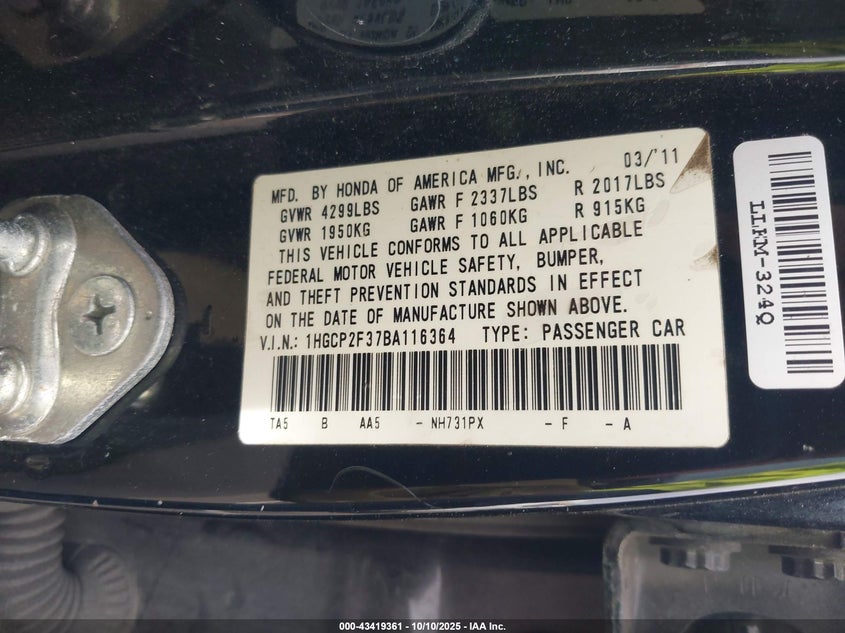 MFD. BY HONDA OF AMERICA MFG., INC. 03/'11
GVWR 4299LBS GAWR F 2337LBS R 2017LBS
GVWR 1950KG GAWR F 1060KG R 915KG
THIS VEHICLE CONFORMS TO ALL APPLICABLE
FEDERAL MOTOR VEHICLE SAFETY, BUMPER,
AND THEFT PREVENTION STANDARDS IN EFFECT
ON THE DATE OF MANUFACTURE SHOWN ABOVE.
V.I.N.: 1HGCP2F37BA116364 TYPE: PASSENGER CAR
TA5 B AA5 - NH731PX - F - A
LLFM-324Q
000-43419361 - 10/10/2025 - IAA Inc.